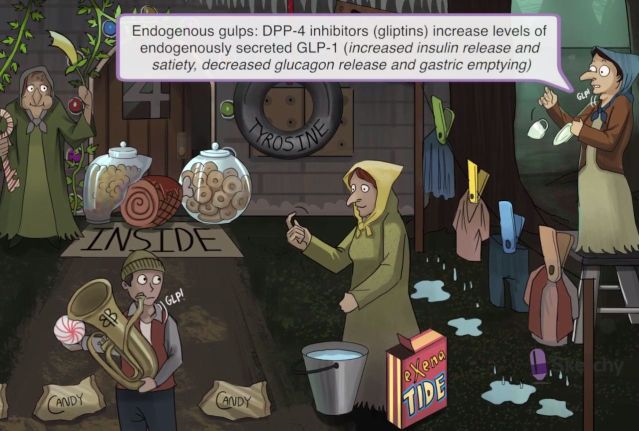 Endogenous gulps: DPP-4 inhibitors (gliptins) increase levels of
endogenously secreted GLP-1 (increased insulin release and
satiety, decreased glucagon release and gastric emptying)
GLP!
4
TYROSINE
INSIDE
GLP!
exena
TIDE
CANDY
CANDY
Sketchy